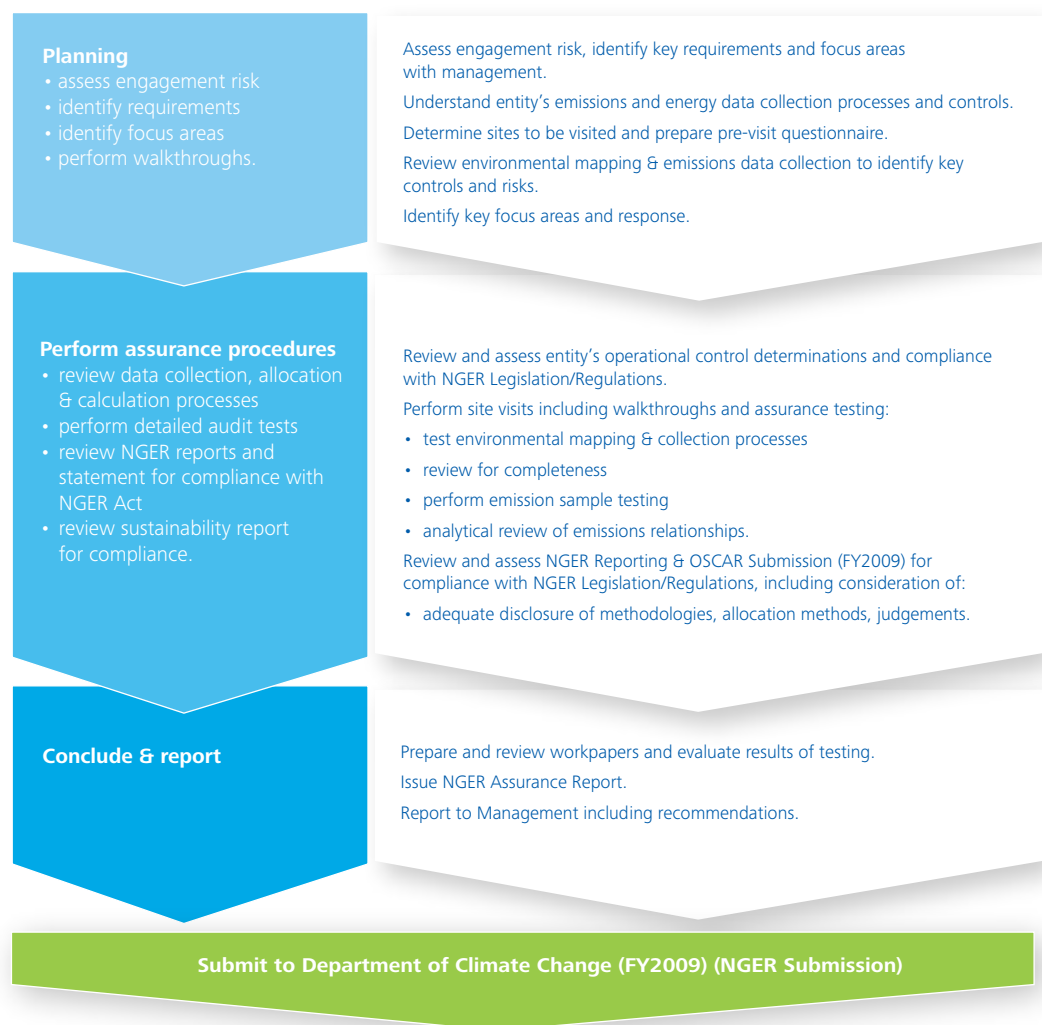 Planning
• assess engagement risk
• identify requirements
• identify focus areas
• perform walkthroughs.
Assess engagement risk, identify key requirements and focus areas
with management.
Understand entity's emissions and energy data collection processes and controls.
Determine sites to be visited and prepare pre-visit questionnaire.
Review environmental mapping & emissions data collection to identify key
controls and risks.
Identify key focus areas and response.
Perform assurance procedures
• review data collection, allocation
& calculation processes
• perform detailed audit tests
• review NGER reports and
statement for compliance with
NGER Act
• review sustainability report
for compliance.
Review and assess entity's operational control determinations and compliance
with NGER Legislation/Regulations.
Perform site visits including walkthroughs and assurance testing:
• test environmental mapping & collection processes
• review for completeness
• perform emission sample testing
• analytical review of emissions relationships.
Review and assess NGER Reporting & OSCAR Submission (FY2009) for
compliance with NGER Legislation/Regulations, including consideration of:
• adequate disclosure of methodologies, allocation methods, judgements.
Conclude & report
Prepare and review workpapers and evaluate results of testing.
Issue NGER Assurance Report.
Report to Management including recommendations.
Submit to Department of Climate Change (FY2009) (NGER Submission)